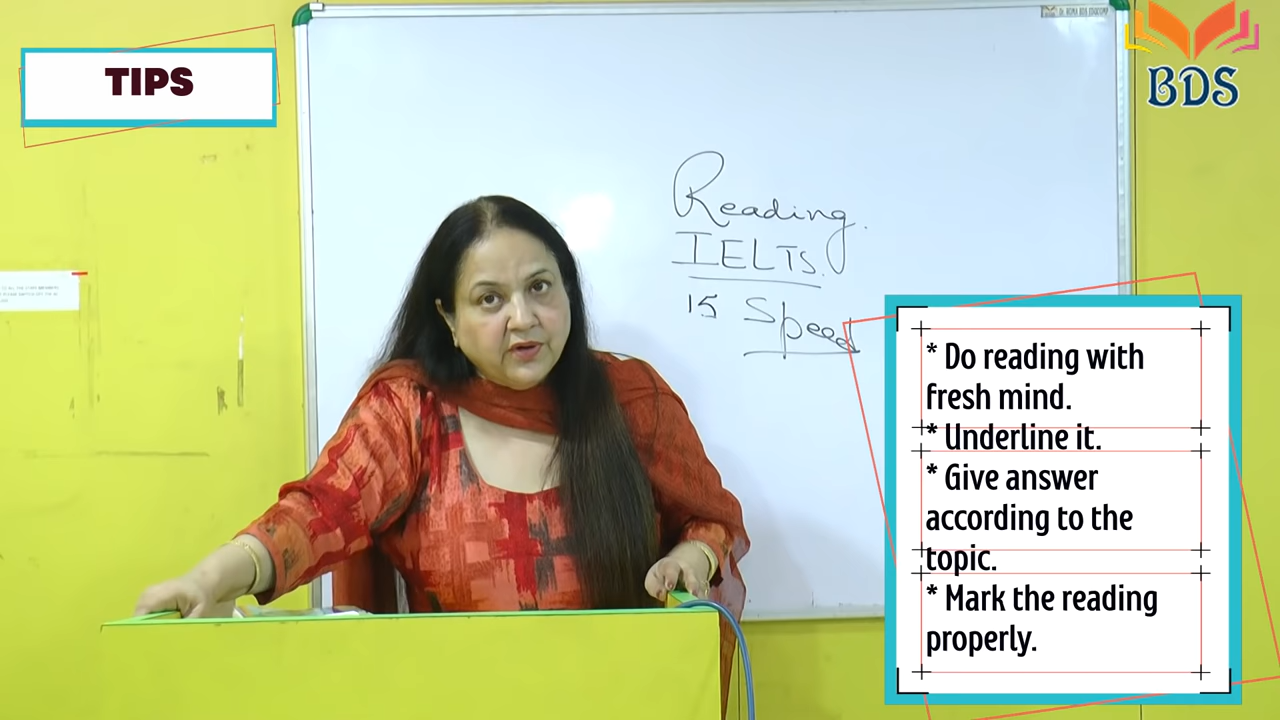 TIPS
BDS
Reading.
IELTS.
15 Speed
* Do reading with
fresh mind.
* Underline it.
* Give answer
according to the
topic.
* Mark the reading
properly.